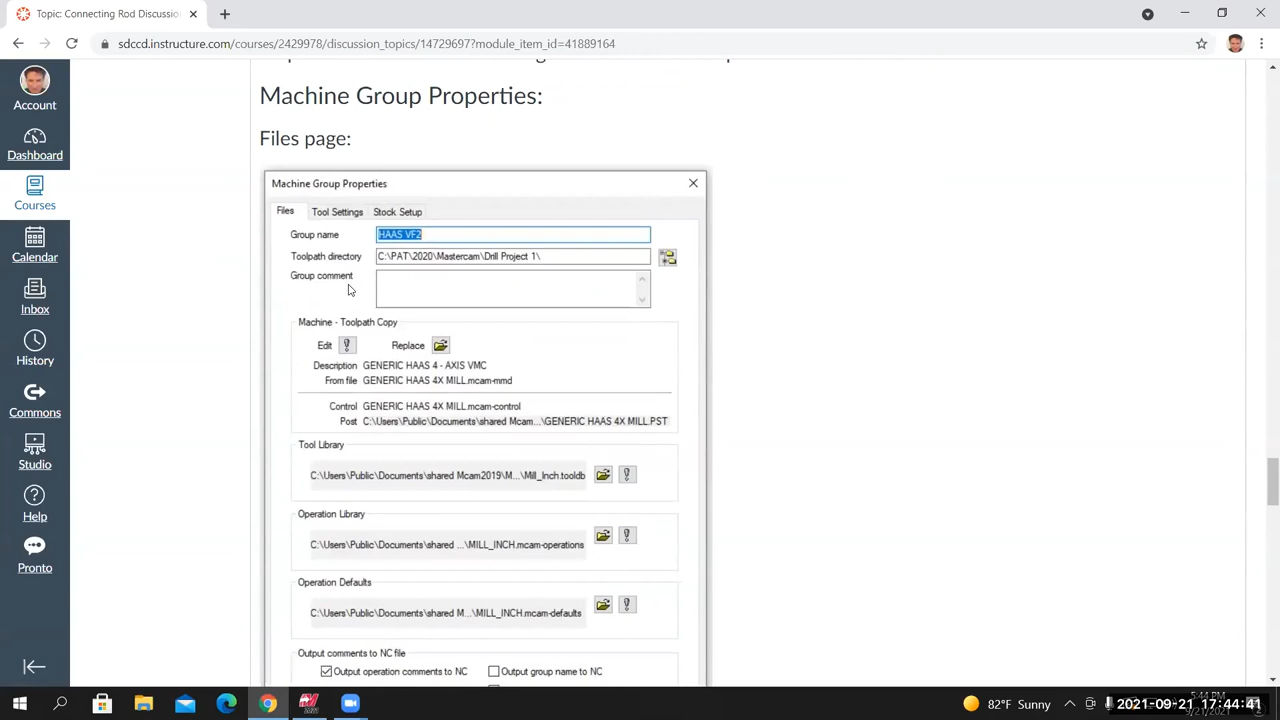 Topic: Connecting Rod Discussio
sdccd.instructure.com/courses/2429978/discussion_topics/14729697?module_item_id=41889164
Account
Dashboard
Courses
Calendar
Inbox
History
Commons
Studio
Help
Pronto
Machine Group Properties:
Files page:
Machine Group Properties
Files Tool Settings Stock Setup
Group name HAAS VF2
Toolpath directory C:\PAT\2020\Mastercam\Drill Project 1\
Group comment
Machine - Toolpath Copy
Edit Replace
Description GENERIC HAAS 4 - AXIS VMC
From file GENERIC HAAS 4X MILL.mcam-mmd
Control GENERIC HAAS 4X MILL.mcam-control
Post C:\Users\Public\Documents\shared Mcam...\GENERIC HAAS 4X MILL.PST
Tool Library
C:\Users\Public\Documents\shared Mcam2019\M...\Mill_Inch.tooldb
Operation Library
C:\Users\Public\Documents\shared ...\MILL_INCH.mcam-operations
Operation Defaults
C:\Users\Public\Documents\shared M...\MILL_INCH.mcam-defaults
Output comments to NC file
Output operation comments to NC Output group name to NC
82°F Sunny
5:44 PM
2021-09-21 17:44:41
9/21/2021